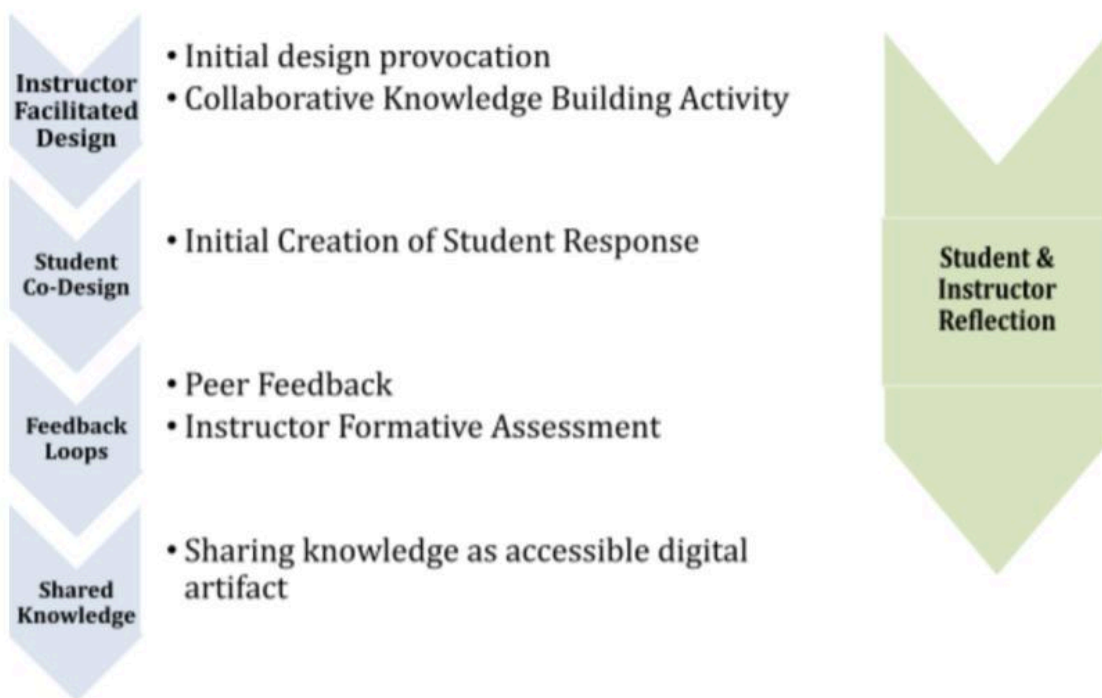 Instructor
Facilitated
Design
• Initial design provocation
• Collaborative Knowledge Building Activity
Student
Co-Design
• Initial Creation of Student Response
Feedback
Loops
• Peer Feedback
• Instructor Formative Assessment
Shared
Knowledge
• Sharing knowledge as accessible digital
artifact
Student &
Instructor
Reflection